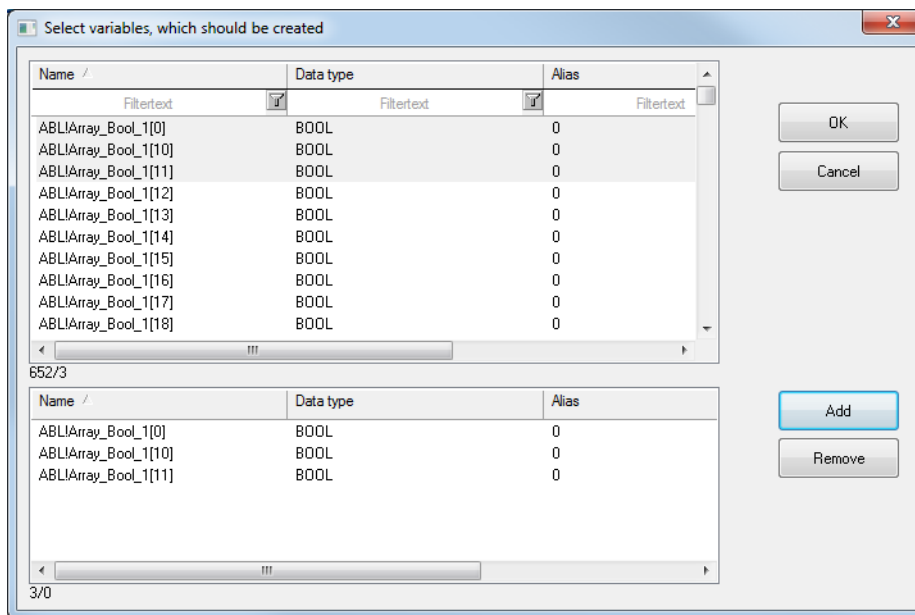 Select variables, which should be created
Name Data type Alias
Filtertext Filtertext Filtertext
ABL!Array_Bool_1[0] BOOL 0
ABL!Array_Bool_1[10] BOOL 0
ABL!Array_Bool_1[11] BOOL 0
ABL!Array_Bool_1[12] BOOL 0
ABL!Array_Bool_1[13] BOOL 0
ABL!Array_Bool_1[14] BOOL 0
ABL!Array_Bool_1[15] BOOL 0
ABL!Array_Bool_1[16] BOOL 0
ABL!Array_Bool_1[17] BOOL 0
ABL!Array_Bool_1[18] BOOL 0
652/3
OK
Cancel
Name Data type Alias
ABL!Array_Bool_1[0] BOOL 0
ABL!Array_Bool_1[10] BOOL 0
ABL!Array_Bool_1[11] BOOL 0
3/0
Add
Remove